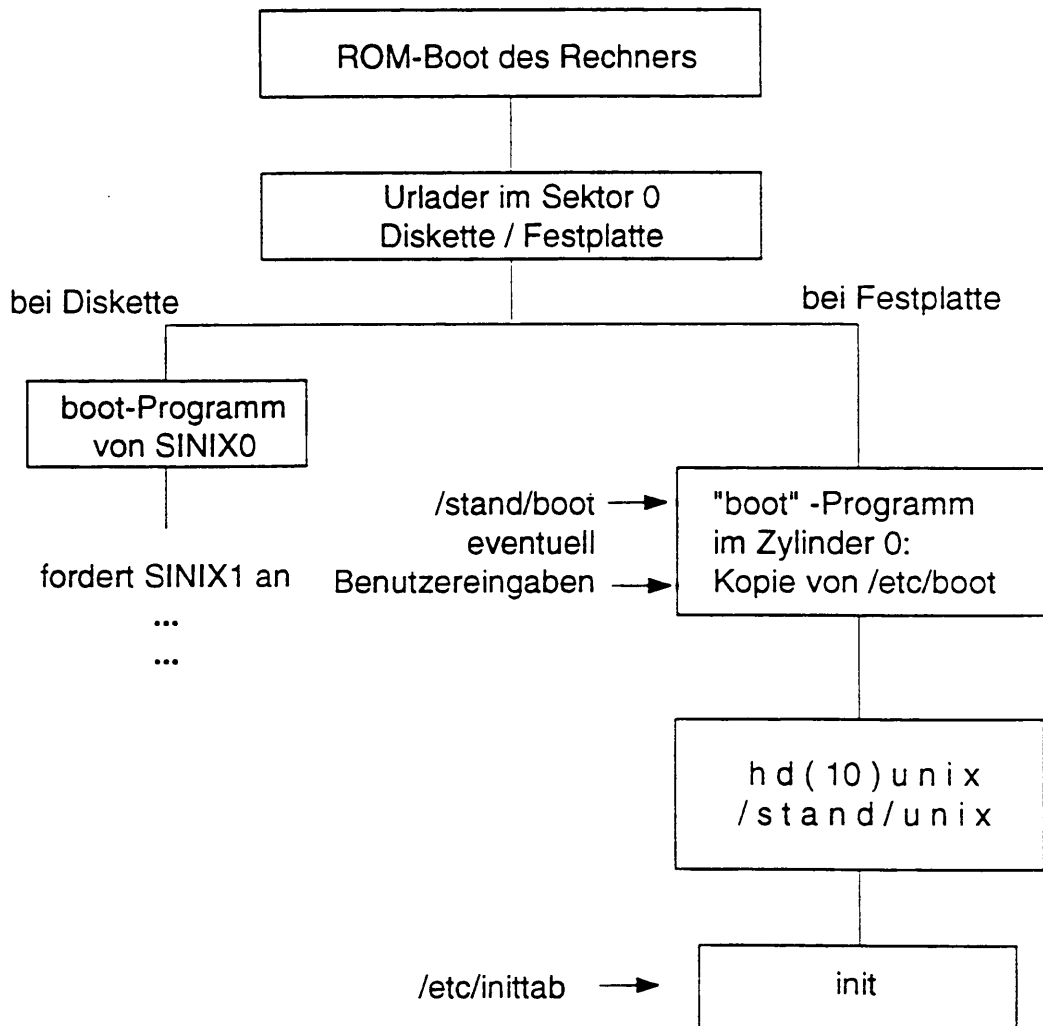 ROM-Boot des Rechners
Urlader im Sektor 0
Diskette / Festplatte
bei Diskette
bei Festplatte
boot-Programm
von SINIX0
fordert SINIX1 an
...
...
/stand/boot
eventuell
Benutzereingaben
"boot" -Programm
im Zylinder 0:
Kopie von /etc/boot
hd(10)unix
/stand/unix
/etc/inittab
init